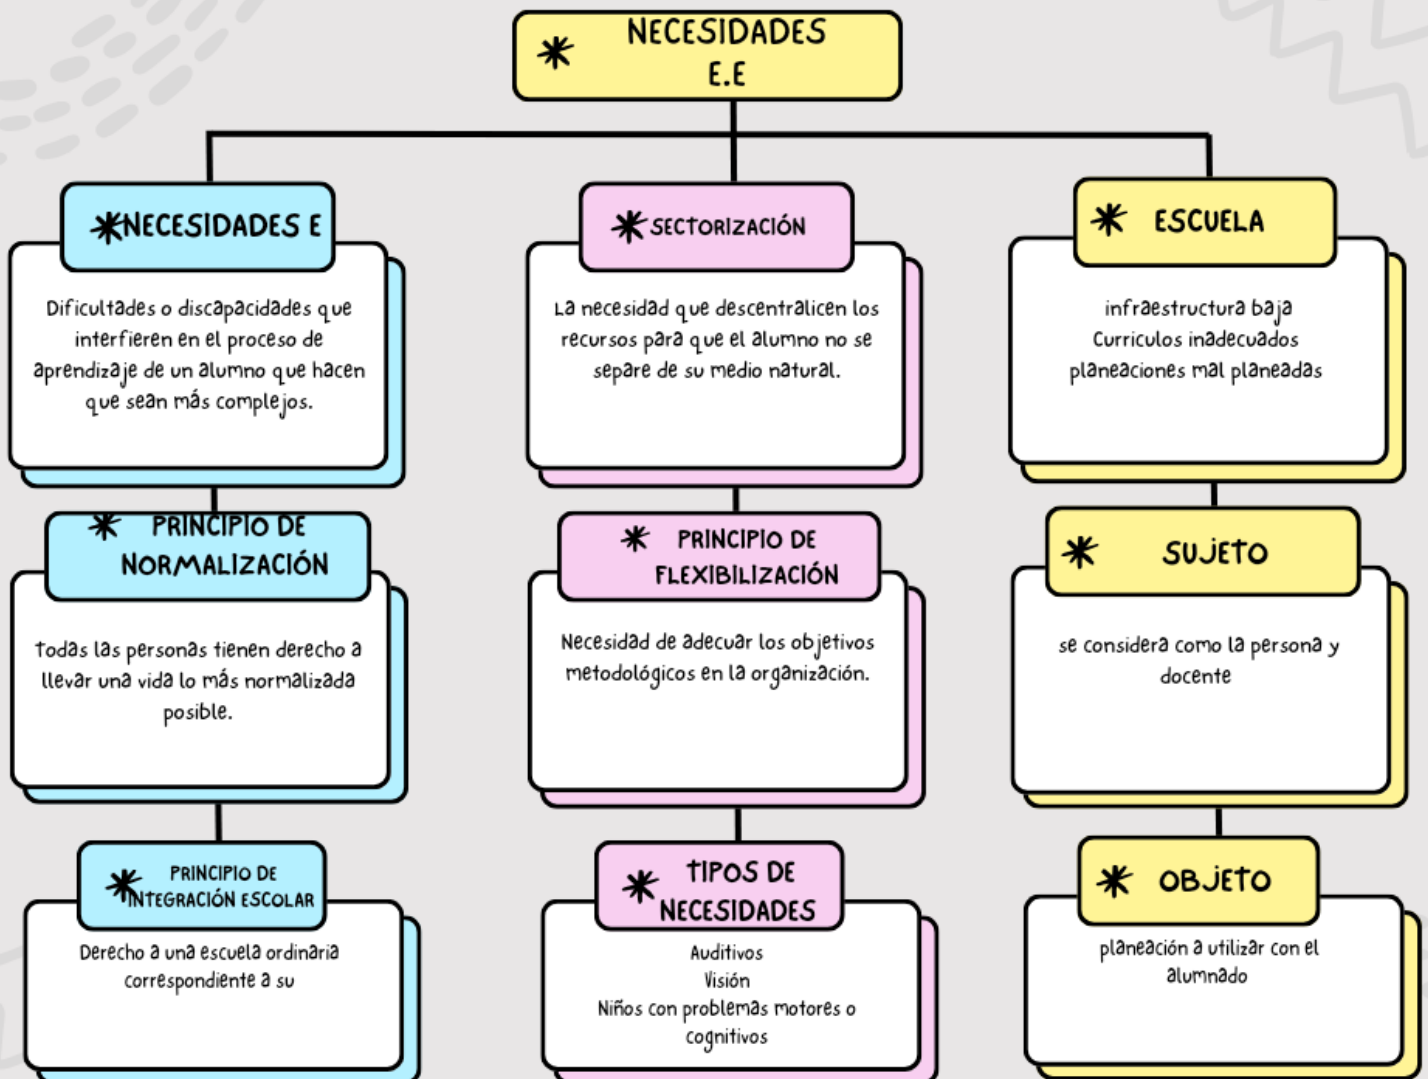 NECESIDADES
E.E
NECESIDADES E
Dificultades o discapacidades que
interfieren en el proceso de
aprendizaje de un alumno que hacen
que sean más complejos.
PRINCIPIO DE
NORMALIZACIÓN
Todas las personas tienen derecho a
llevar una vida lo más normalizada
posible.
PRINCIPIO DE
INTEGRACIÓN ESCOLAR
Derecho a una escuela ordinaria
correspondiente a su
SECTORIZACIÓN
La necesidad que descentralicen los
recursos para que el alumno no se
separe de su medio natural.
PRINCIPIO DE
FLEXIBILIZACIÓN
Necesidad de adecuar los objetivos
metodológicos en la organización.
TIPOS DE
NECESIDADES
Auditivos
Visión
Niños con problemas motores o
cognitivos
ESCUELA
infraestructura baja
Curriculos inadecuados
planeaciones mal planeadas
SUJETO
se considera como la persona y
docente
OBJETO
planeación a utilizar con el
alumnado